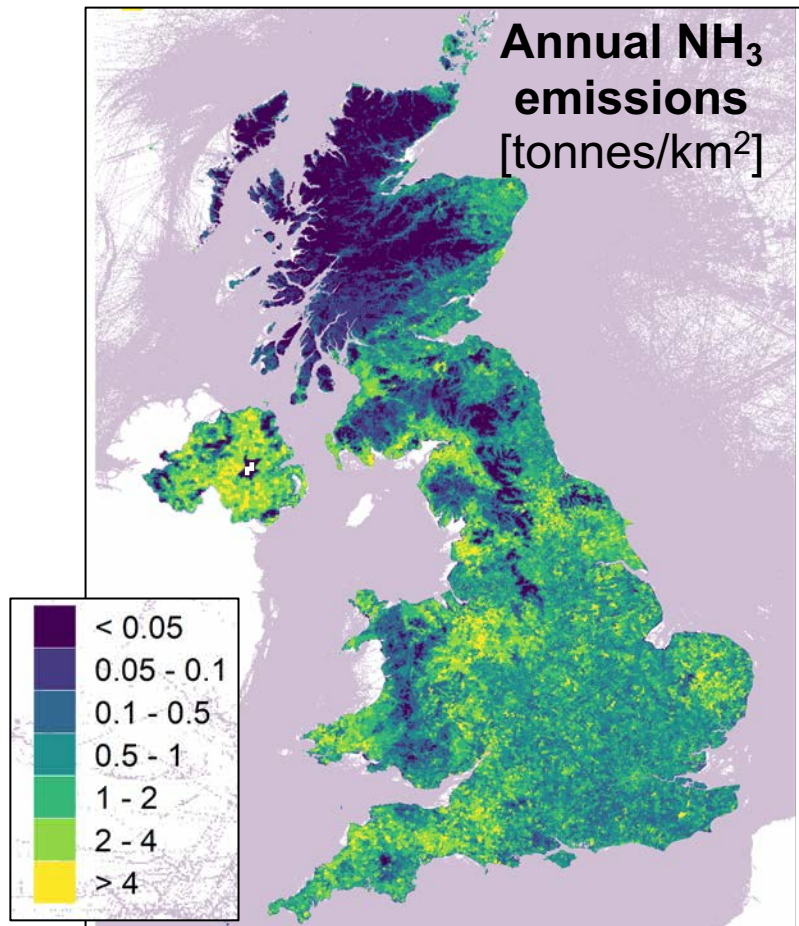 Annual NH₃
emissions
[tonnes/km²]
< 0.05
0.05 - 0.1
0.1 - 0.5
0.5 - 1
1 - 2
2 - 4
> 4